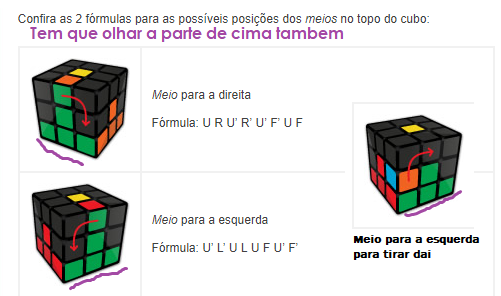 Confira as 2 fórmulas para as possíveis posições dos meios no topo do cubo:
Tem que olhar a parte de cima tambem
Meio para a direita
Fórmula: U R U' R' U' F' U F
Meio para a esquerda
Fórmula: U' L' U L U F U' F'
Meio para a esquerda
para tirar dai